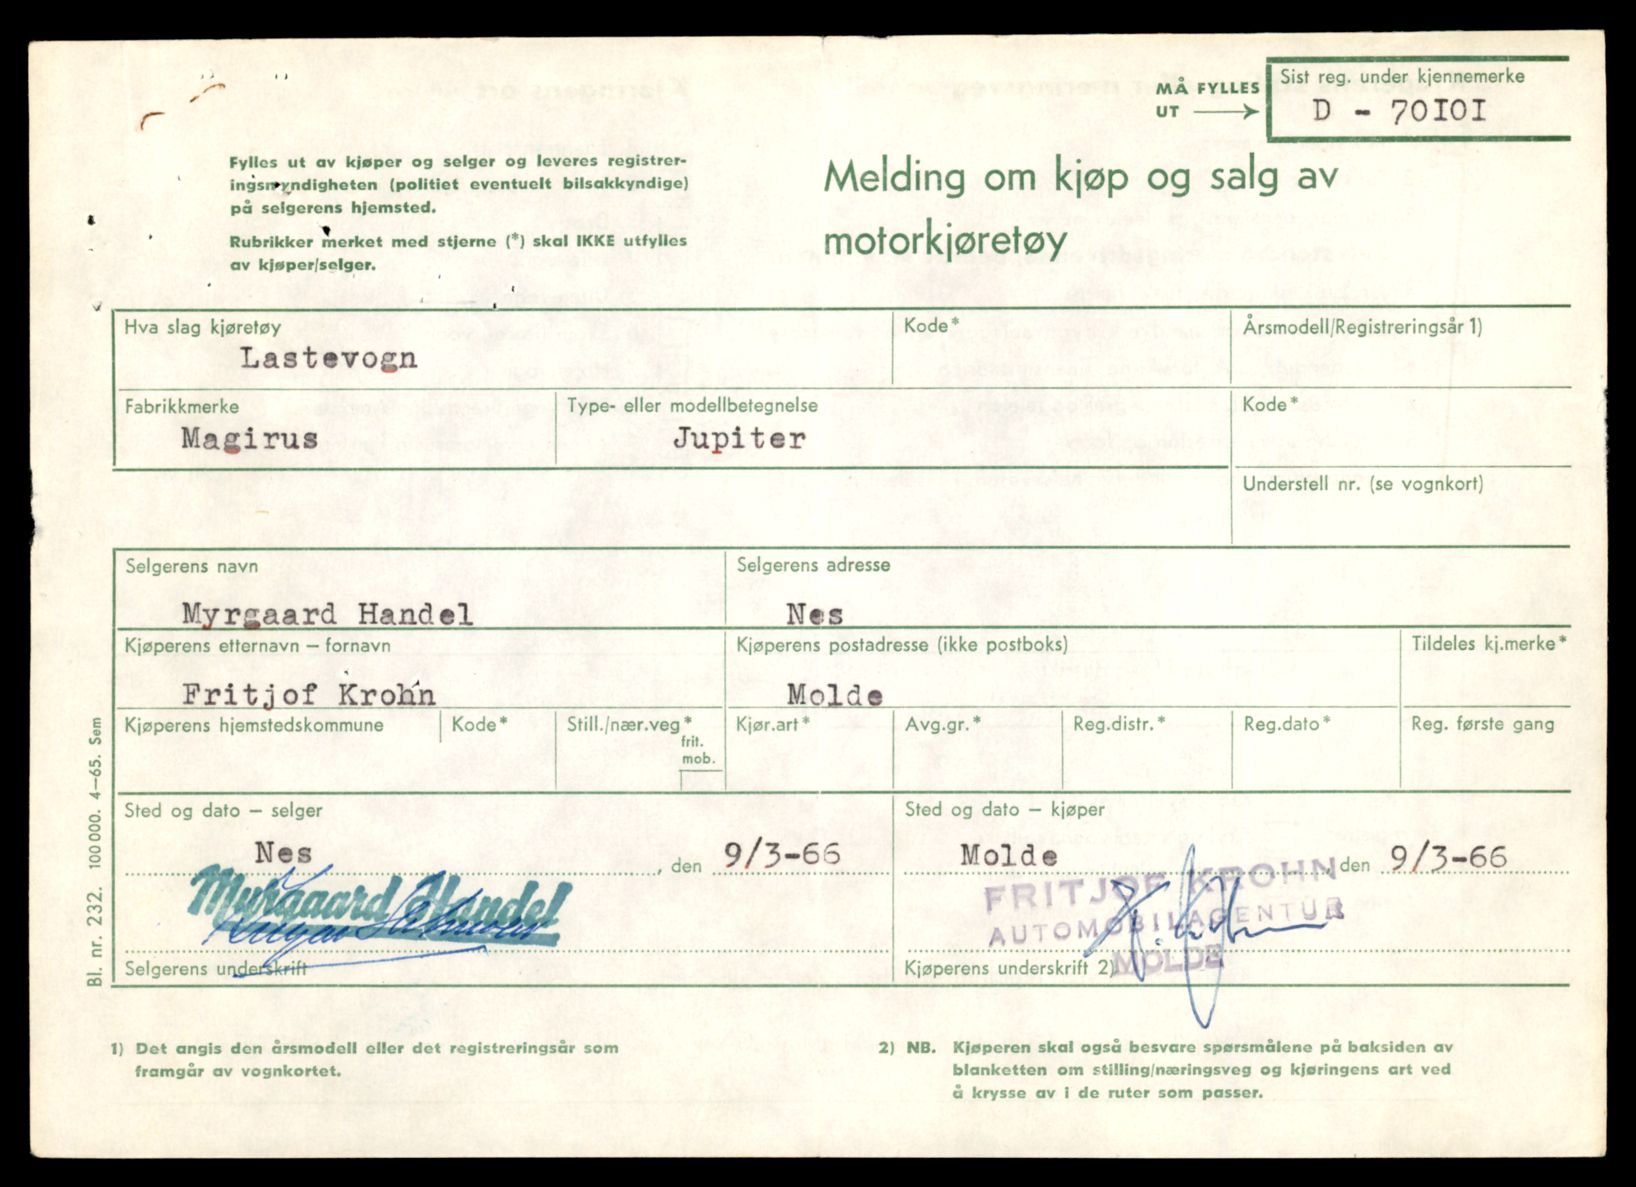 MÅ FYLLES
UT
Sist reg. under kjennemerke
D - 70IOI
Fylles ut av kjøper og selger og leveres registrer-
ingsmyndigheten (politiet eventuelt bilsakkyndige)
på selgerens hjemsted.
Rubrikker merket med stjerne (*) skal IKKE utfylles
av kjøper/selger.
Melding om kjøp og salg av
motorkjøretøy
Hva slag kjøretøy
Kode*
Årsmodell/Registreringsår 1)
Lastevogn
Fabrikkmerke
Type- eller modellbetegnelse
Kode*
Magirus
Jupiter
Understell nr. (se vognkort)
Selgerens navn
Selgerens adresse
Myrgaard Handel
Nes
Kjøperens etternavn – fornavn
Kjøperens postadresse (ikke postboks)
Tildeles kj.merke*
Fritjof Krohn
Molde
Kjøperens hjemstedskommune
Kode*
Still./nær.veg*
frit.
mob.
Kjør.art*
Avg.gr.*
Reg.distr.*
Reg.dato*
Reg. første gang
Sted og dato – selger
Sted og dato – kjøper
Nes , den 9/3-66
Molde , den 9/3-66
Myrgaard Handel
FRITJOF KROHN
AUTOMOBILAGENTUR
MOLDE
Selgerens underskrift
Kjøperens underskrift 2)
Bl. nr. 232. 100 000. 4–65. Sem
1) Det angis den årsmodell eller det registreringsår som
framgår av vognkortet.
2) NB. Kjøperen skal også besvare spørsmålene på baksiden av
blanketten om stilling/næringsveg og kjøringens art ved
å krysse av i de ruter som passer.